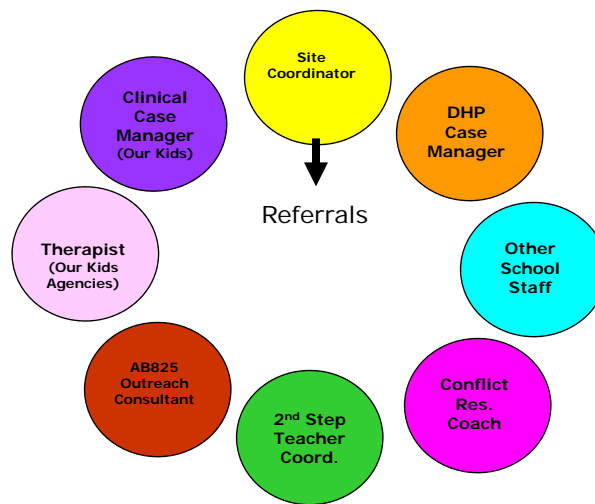 Site
Coordinator
Clinical
Case
Manager
(Our Kids)
DHP
Case
Manager
Referrals
Therapist
(Our Kids
Agencies)
Other
School
Staff
AB825
Outreach
Consultant
Conflict
Res.
Coach
2nd Step
Teacher
Coord.